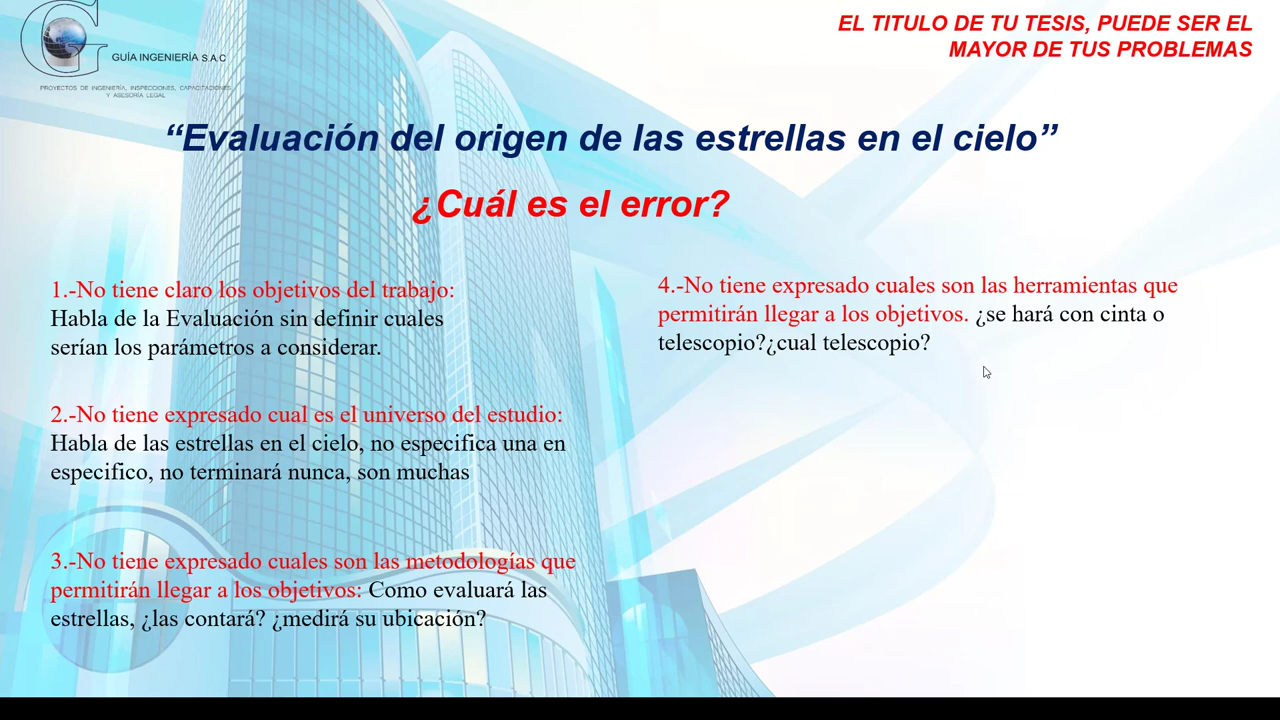 GUÍA INGENIERÍA S.A.C
PROYECTOS DE INGENIERÍA, INSPECCIONES, CAPACITACIONES
Y ASESORÍA LEGAL
EL TITULO DE TU TESIS, PUEDE SER EL
MAYOR DE TUS PROBLEMAS
“Evaluación del origen de las estrellas en el cielo”
¿Cuál es el error?
1.-No tiene claro los objetivos del trabajo:
Habla de la Evaluación sin definir cuales
serían los parámetros a considerar.
2.-No tiene expresado cual es el universo del estudio:
Habla de las estrellas en el cielo, no especifica una en
especifico, no terminará nunca, son muchas
3.-No tiene expresado cuales son las metodologías que
permitirán llegar a los objetivos: Como evaluará las
estrellas, ¿las contará? ¿medirá su ubicación?
4.-No tiene expresado cuales son las herramientas que
permitirán llegar a los objetivos. ¿se hará con cinta o
telescopio?¿cual telescopio?